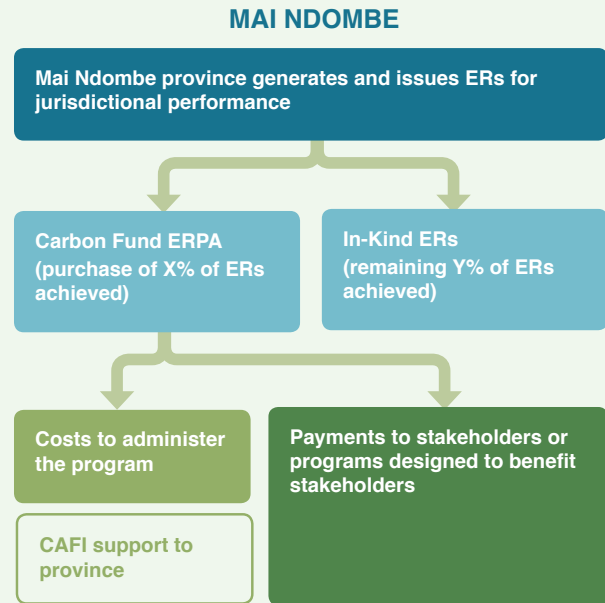 MAI NDOMBE
Mai Ndombe province generates and issues ERs for
jurisdictional performance
Carbon Fund ERPA
(purchase of X% of ERs
achieved)
In-Kind ERs
(remaining Y% of ERs
achieved)
Costs to administer
the program
Payments to stakeholders or
programs designed to benefit
stakeholders
CAFI support to
province